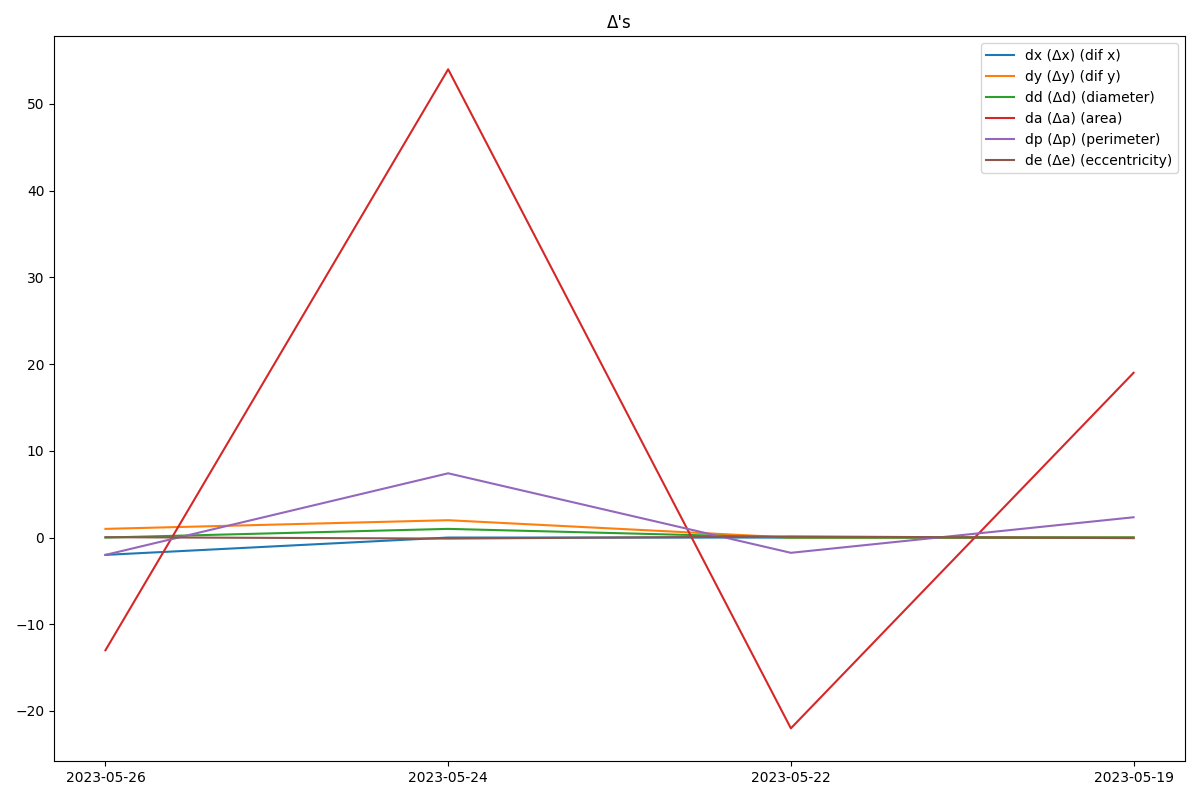 Δ's
dx (Δx) (dif x)
dy (Δy) (dif y)
dd (Δd) (diameter)
da (Δa) (area)
dp (Δp) (perimeter)
de (Δe) (eccentricity)
50
40
30
20
10
0
−10
−20
2023-05-26 2023-05-24 2023-05-22 2023-05-19